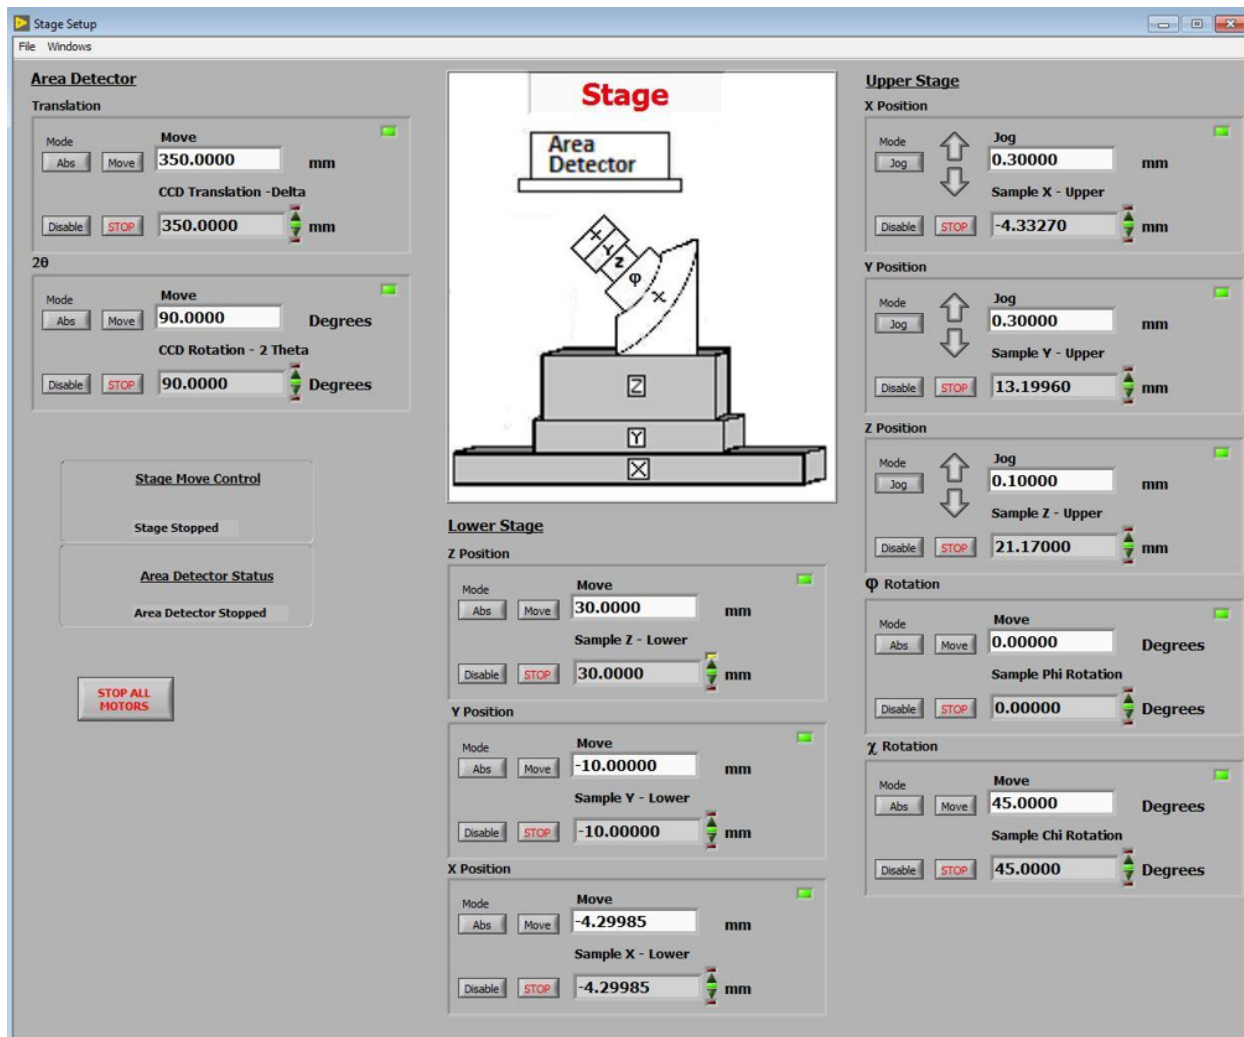 Stage Setup
File Windows
Area Detector
Translation
Mode Move
Abs Move 350.0000 mm
CCD Translation -Delta
Disable STOP 350.0000 mm
2θ
Mode Move
Abs Move 90.0000 Degrees
CCD Rotation - 2 Theta
Disable STOP 90.0000 Degrees
Stage Move Control
Stage Stopped
Area Detector Status
Area Detector Stopped
STOP ALL
MOTORS
Stage
Area
Detector
X
Y
Z
φ
χ
Z
Y
X
Lower Stage
Z Position
Mode Move
Abs Move 30.0000 mm
Sample Z - Lower
Disable STOP 30.0000 mm
Y Position
Mode Move
Abs Move -10.00000 mm
Sample Y - Lower
Disable STOP -10.00000 mm
X Position
Mode Move
Abs Move -4.29985 mm
Sample X - Lower
Disable STOP -4.29985 mm
Upper Stage
X Position
Mode Jog
Jog 0.30000 mm
Sample X - Upper
Disable STOP -4.33270 mm
Y Position
Mode Jog
Jog 0.30000 mm
Sample Y - Upper
Disable STOP 13.19960 mm
Z Position
Mode Jog
Jog 0.10000 mm
Sample Z - Upper
Disable STOP 21.17000 mm
φ Rotation
Mode Move
Abs Move 0.00000 Degrees
Sample Phi Rotation
Disable STOP 0.00000 Degrees
χ Rotation
Mode Move
Abs Move 45.0000 Degrees
Sample Chi Rotation
Disable STOP 45.0000 Degrees